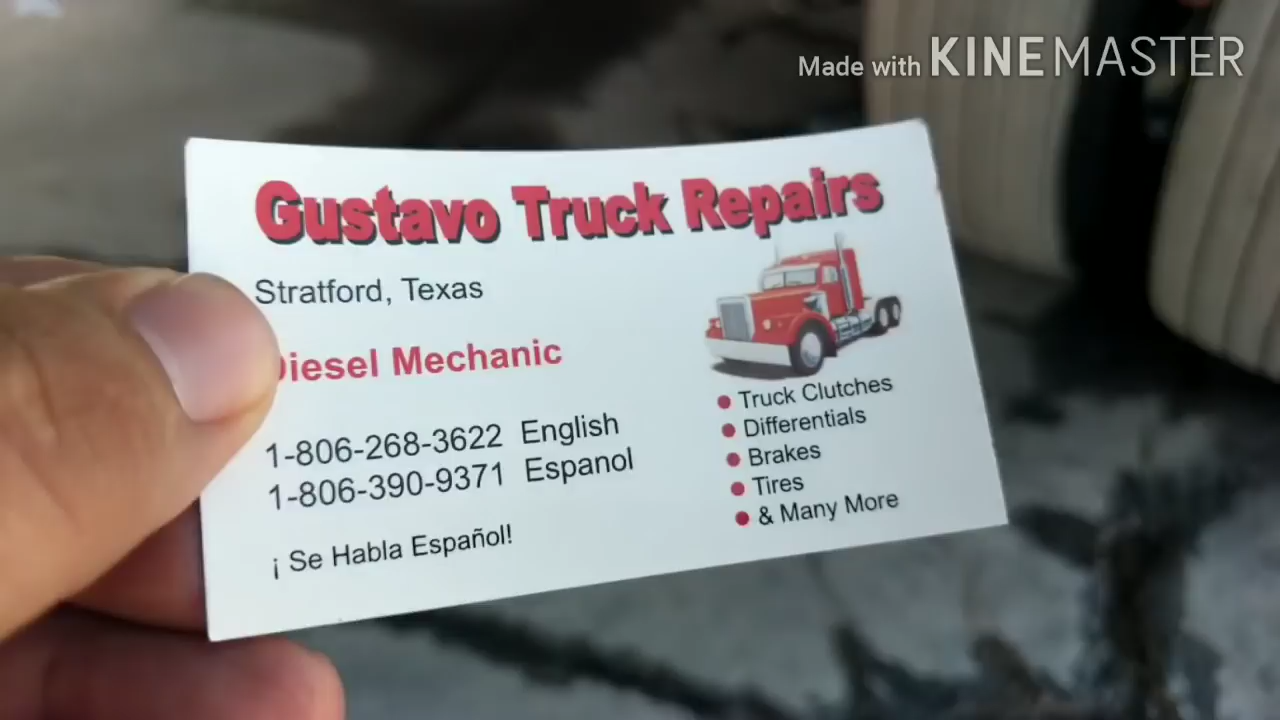 Made with KINEMASTER
Gustavo Truck Repairs
Stratford, Texas
Diesel Mechanic
1-806-268-3622 English
1-806-390-9371 Espanol
¡ Se Habla Español!
Truck Clutches
Differentials
Brakes
Tires
& Many More